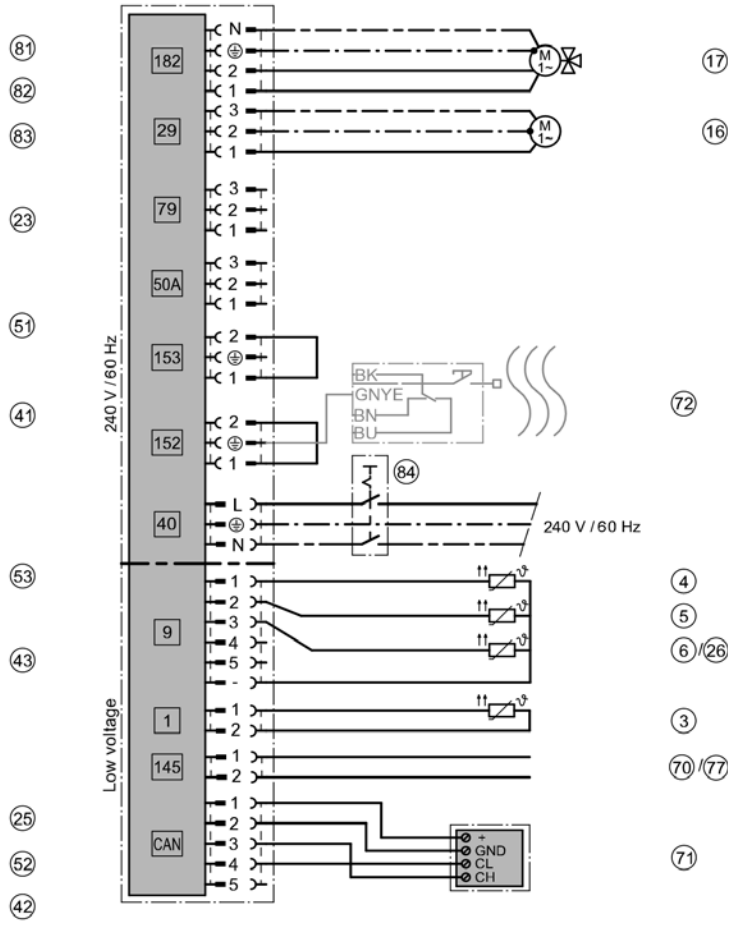 N
81
182
M
1~
17
2
82
1
3
83
29
2
M
1~
16
1
3
79
2
23
1
3
50A
2
1
51
240 V / 60 Hz
2
153
1
BK
GNYE
BN
BU
72
41
2
152
1
84
L
40
240 V / 60 Hz
N
53
1
ϑ
4
2
ϑ
5
9
3
ϑ
6 / 26
4
43
5
-
Low voltage
1
1
ϑ
3
2
145
1
70 / 77
2
25
1
2
+
GND
CL
CH
71
CAN
3
52
4
5
42